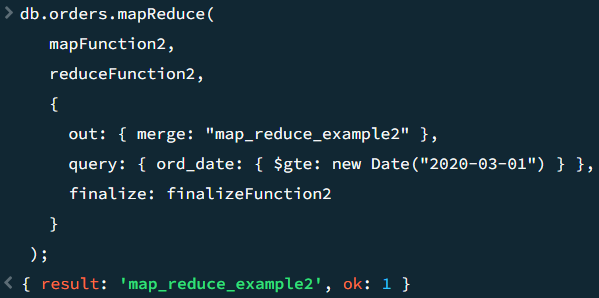 > db.orders.mapReduce(
mapFunction2,
reduceFunction2,
{
out: { merge: "map_reduce_example2" },
query: { ord_date: { $gte: new Date("2020-03-01") } },
finalize: finalizeFunction2
}
);
< { result: 'map_reduce_example2', ok: 1 }